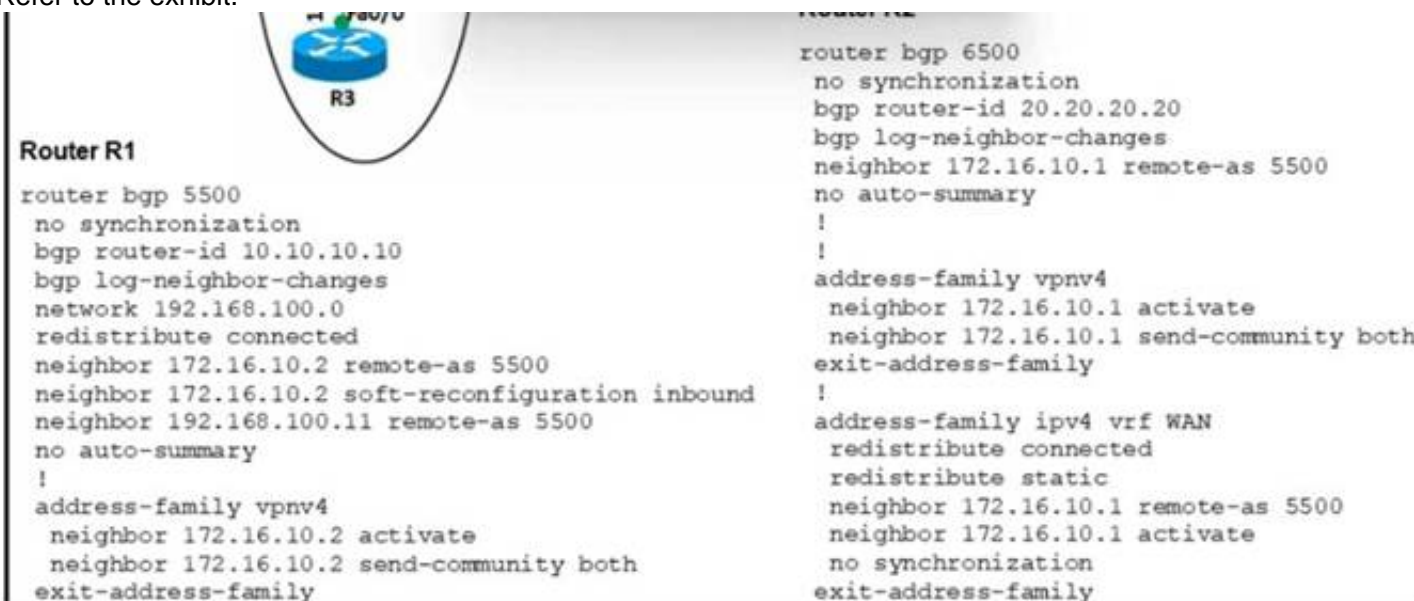 Refer to the exhibit.
Fa0/0
R3
Router R1
router bgp 5500
no synchronization
bgp router-id 10.10.10.10
bgp log-neighbor-changes
network 192.168.100.0
redistribute connected
neighbor 172.16.10.2 remote-as 5500
neighbor 172.16.10.2 soft-reconfiguration inbound
neighbor 192.168.100.11 remote-as 5500
no auto-summary
!
address-family vpnv4
neighbor 172.16.10.2 activate
neighbor 172.16.10.2 send-community both
exit-address-family
Router R2
router bgp 6500
no synchronization
bgp router-id 20.20.20.20
bgp log-neighbor-changes
neighbor 172.16.10.1 remote-as 5500
no auto-summary
!
!
address-family vpnv4
neighbor 172.16.10.1 activate
neighbor 172.16.10.1 send-community both
exit-address-family
!
address-family ipv4 vrf WAN
redistribute connected
redistribute static
neighbor 172.16.10.1 remote-as 5500
neighbor 172.16.10.1 activate
no synchronization
exit-address-family